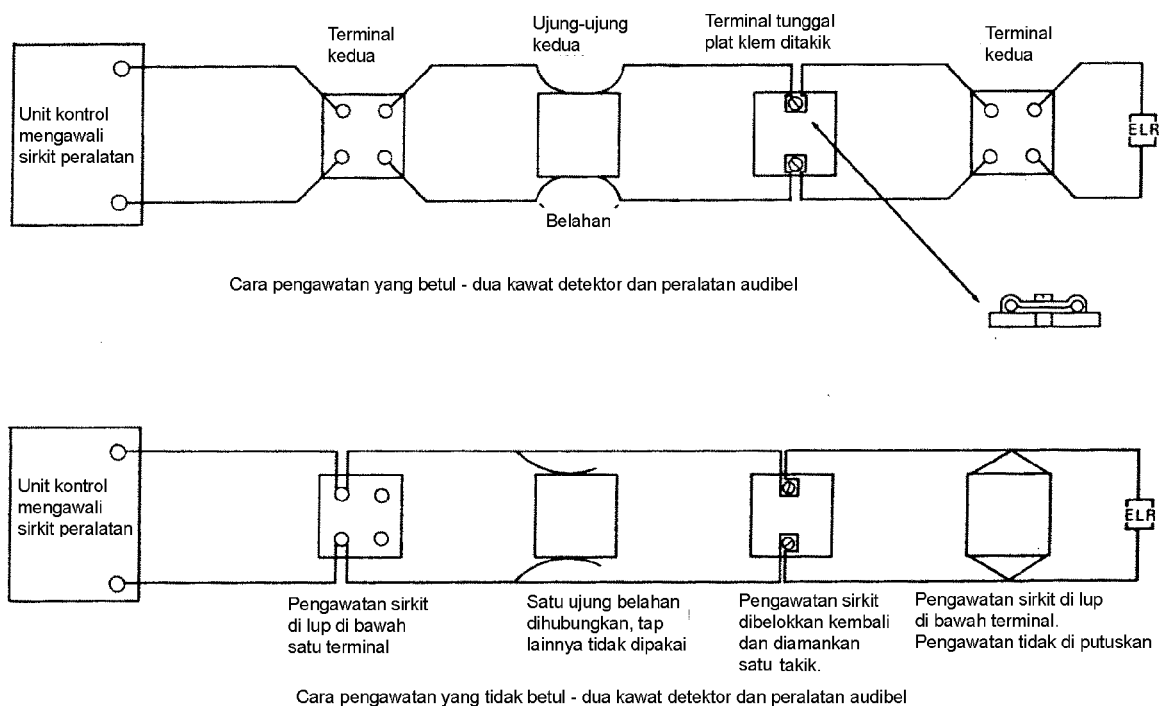 Terminal
kedua
Ujung-ujung
kedua
Terminal tunggal
plat klem ditakik
Terminal
kedua
Unit kontrol
mengawali
sirkit peralatan
ELR
Belahan
Cara pengawatan yang betul - dua kawat detektor dan peralatan audibel
Unit kontrol
mengawali
sirkit peralatan
ELR
Pengawatan sirkit
di lup di bawah
satu terminal
Satu ujung belahan
dihubungkan, tap
lainnya tidak dipakai
Pengawatan sirkit
dibelokkan kembali
dan diamankan
satu takik.
Pengawatan sirkit di lup
di bawah terminal.
Pengawatan tidak di putuskan
Cara pengawatan yang tidak betul - dua kawat detektor dan peralatan audibel